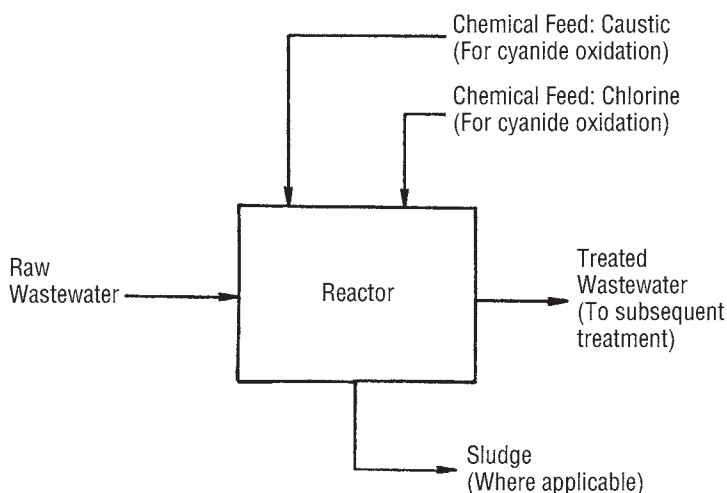 Chemical Feed: Caustic
(For cyanide oxidation)
Chemical Feed: Chlorine
(For cyanide oxidation)
Raw
Wastewater
Reactor
Treated
Wastewater
(To subsequent
treatment)
Sludge
(Where applicable)